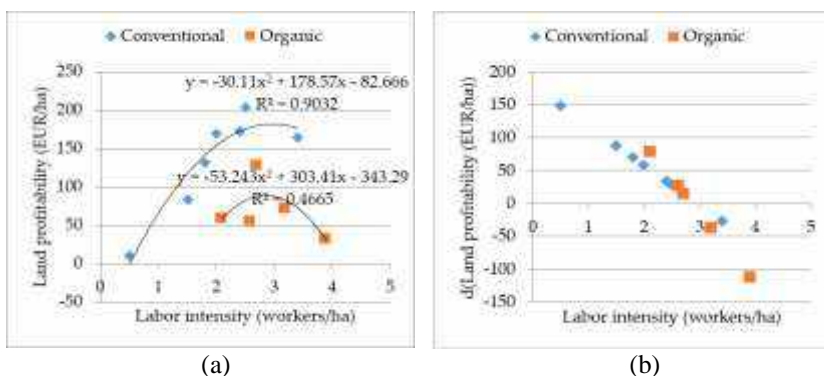 Conventional Organic
Land profitability (EUR/ha)
250
200
150
100
50
0
-50
y = -30.11x² + 178.57x - 82.666
R² = 0.9032
y = -53.243x² + 303.41x - 343.29
R² = 0.4665
0 1 2 3 4 5
Labor intensity (workers/ha)
(a)
Conventional Organic
d(Land profitability (EUR/ha))
200
150
100
50
0
-50
-100
-150
0 1 2 3 4 5
Labor intensity (workers/ha)
(b)